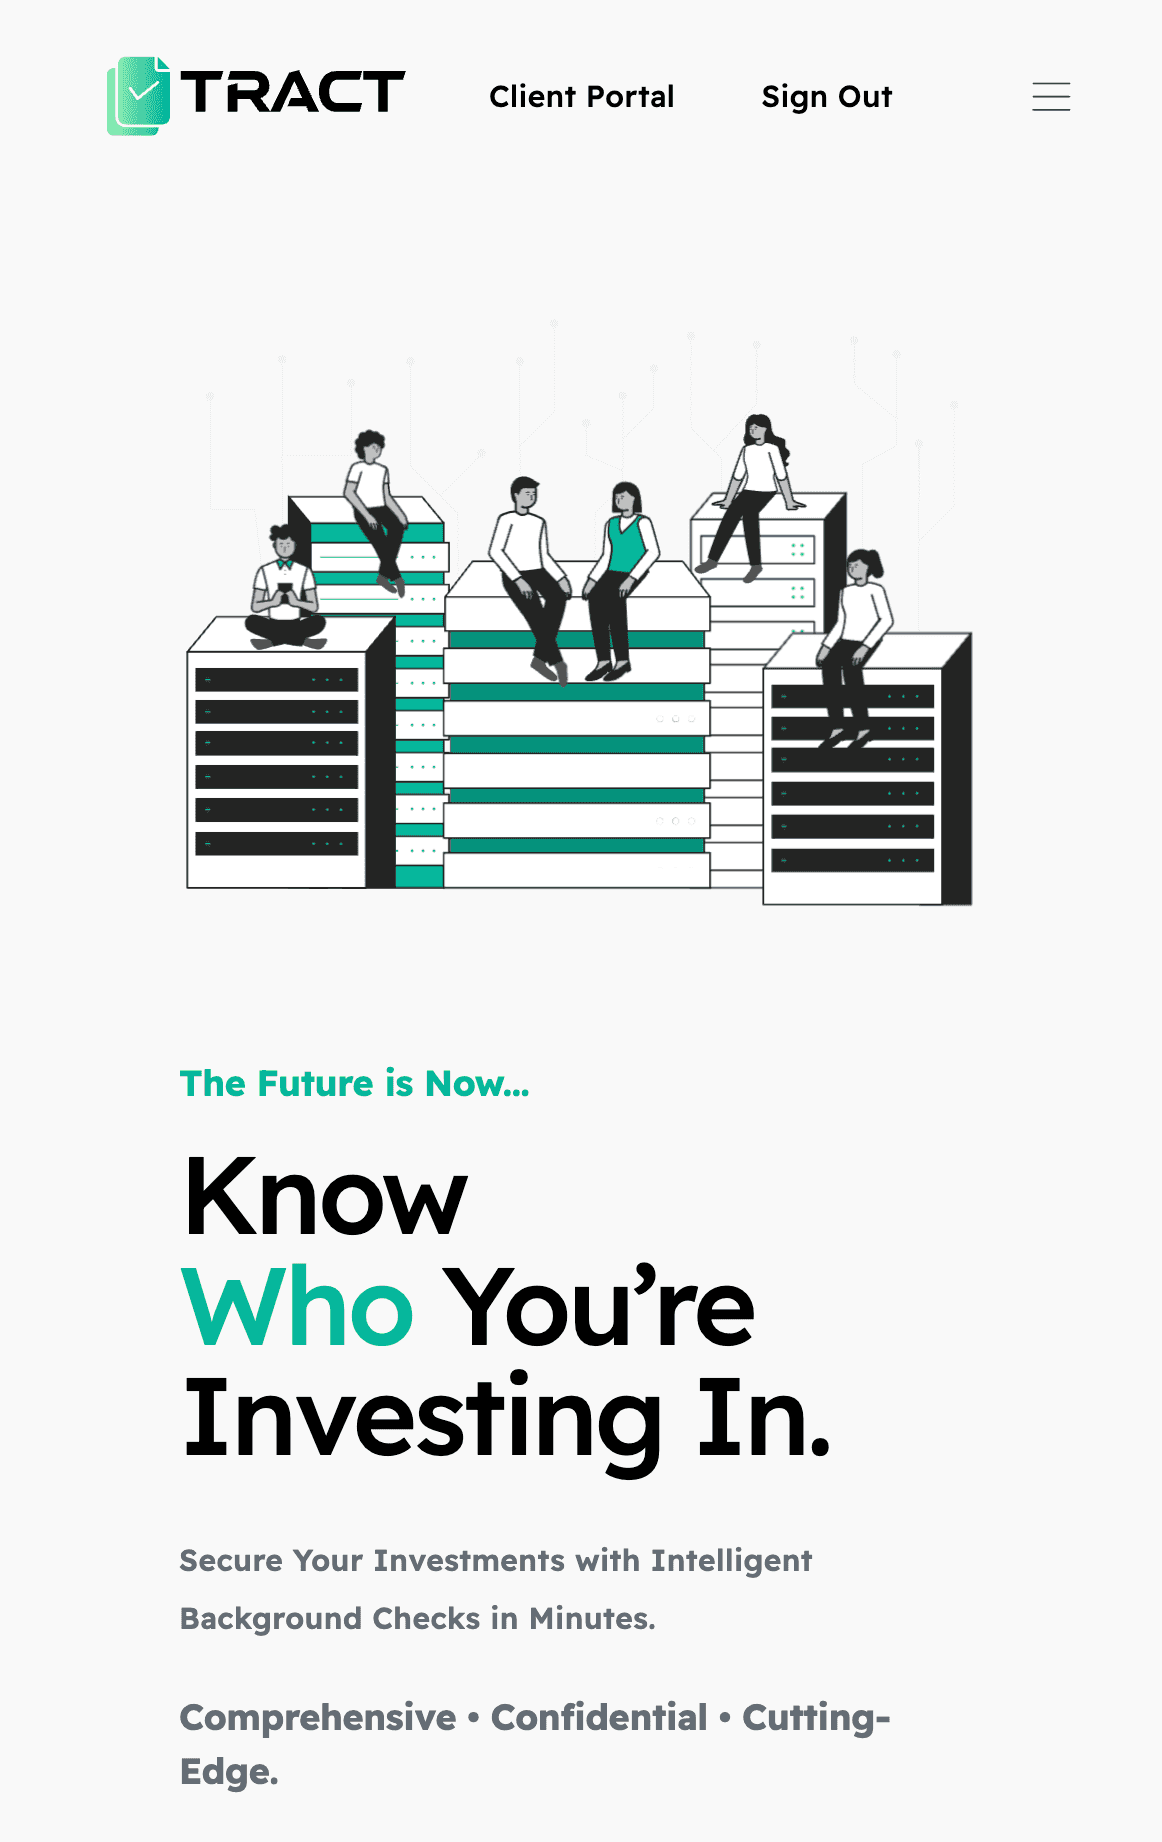 TRACT
Client Portal
Sign Out
The Future is Now...
Know
Who You’re
Investing In.
Secure Your Investments with Intelligent
Background Checks in Minutes.
Comprehensive • Confidential • Cutting-
Edge.